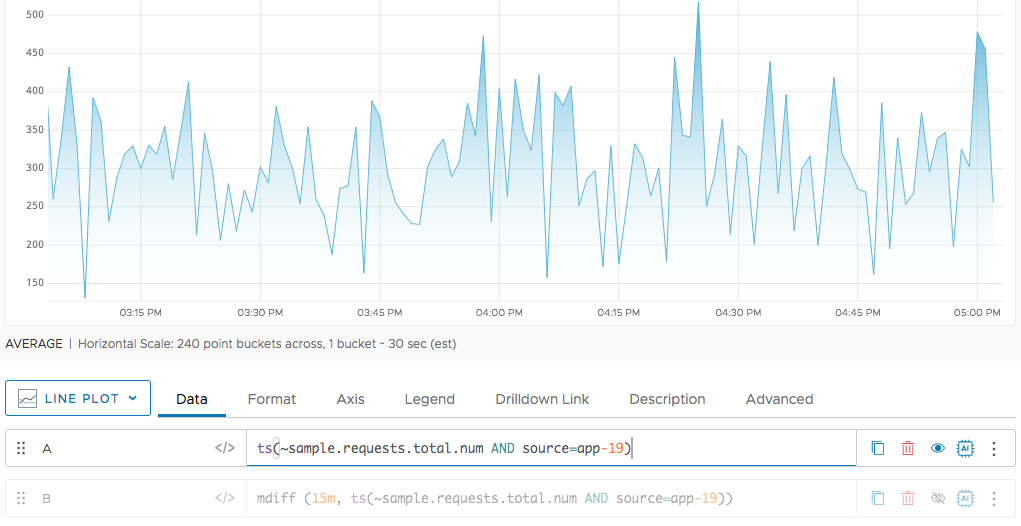 500
450
400
350
300
250
200
150
03:15 PM 03:30 PM 03:45 PM 04:00 PM 04:15 PM 04:30 PM 04:45 PM 05:00 PM
AVERAGE | Horizontal Scale: 240 point buckets across, 1 bucket ~ 30 sec (est)
LINE PLOT Data Format Axis Legend Drilldown Link Description Advanced
A </> ts(~sample.requests.total.num AND source=app-19) AI
B </> mdiff (15m, ts(~sample.requests.total.num AND source=app-19)) AI